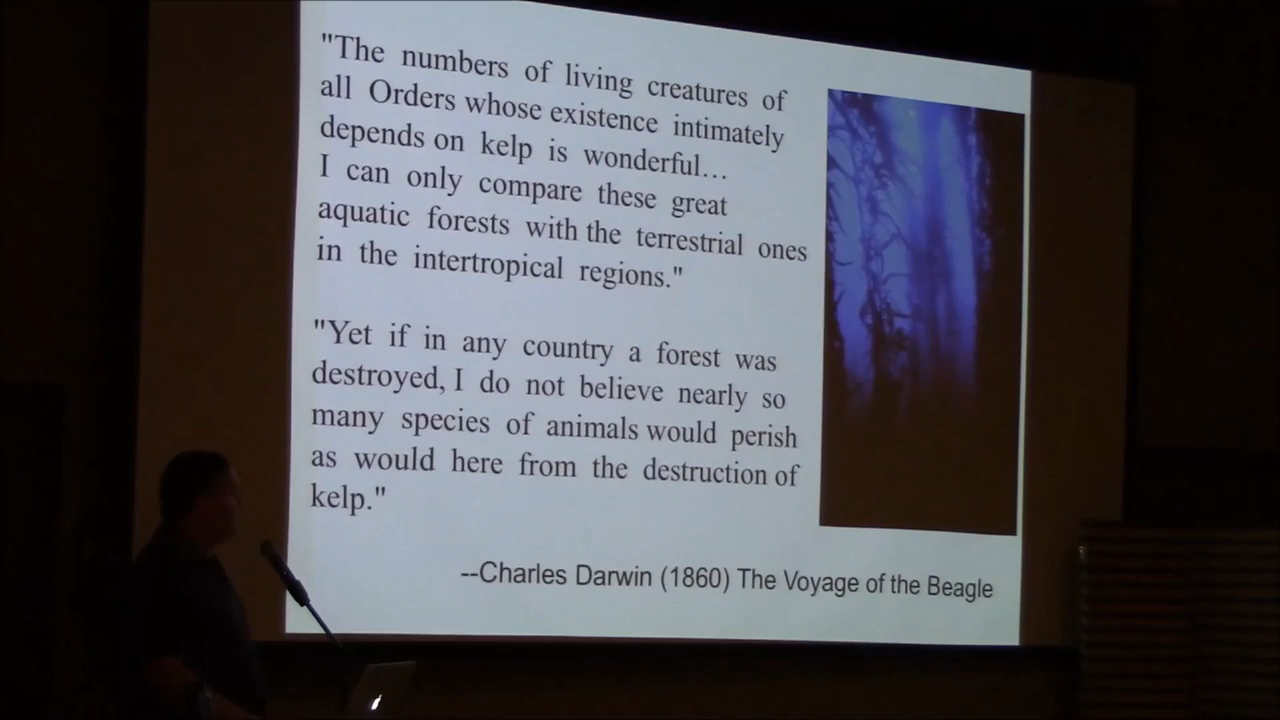 "The numbers of living creatures of
all Orders whose existence intimately
depends on kelp is wonderful…
I can only compare these great
aquatic forests with the terrestrial ones
in the intertropical regions."
"Yet if in any country a forest was
destroyed, I do not believe nearly so
many species of animals would perish
as would here from the destruction of
kelp."
--Charles Darwin (1860) The Voyage of the Beagle